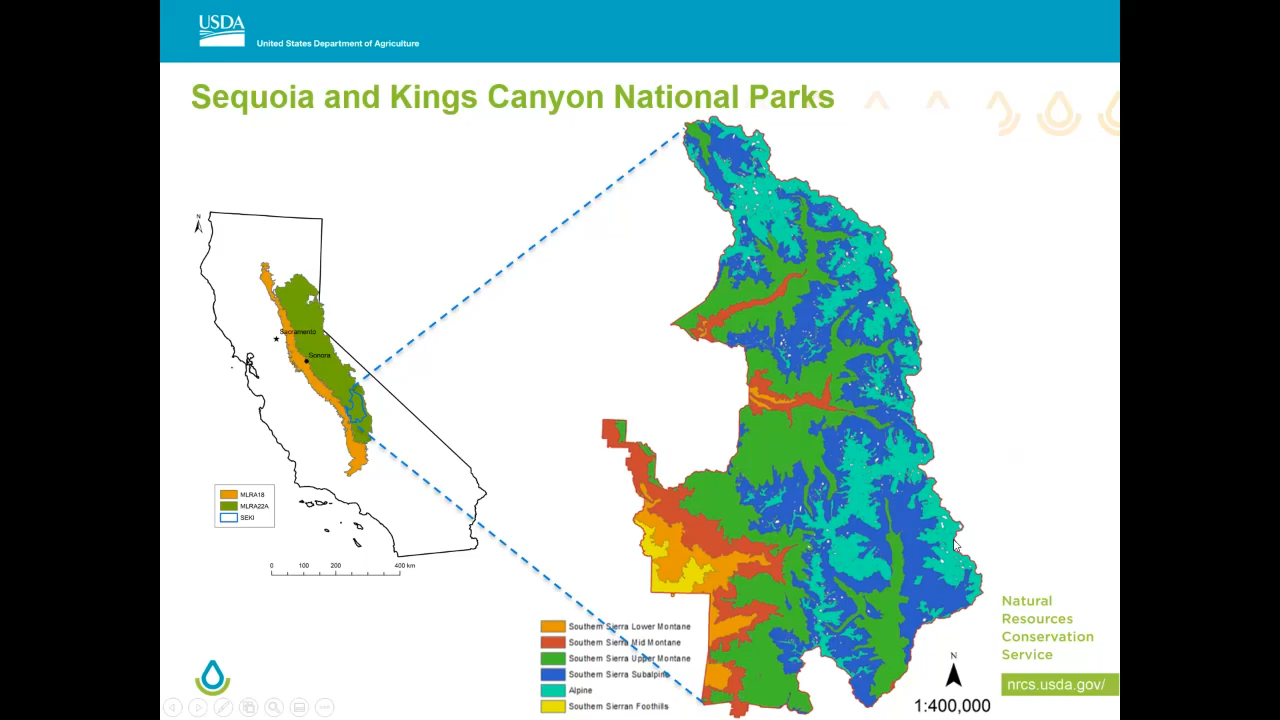 USDA
United States Department of Agriculture
Sequoia and Kings Canyon National Parks
N
Sacramento
Sonora
MLRA18
MLRA22A
SEKI
0 100 200 400 km
Southern Sierra Lower Montane
Southern Sierra Mid Montane
Southern Sierra Upper Montane
Southern Sierra Subalpine
Alpine
Southern Sierran Foothills
N
1:400,000
Natural
Resources
Conservation
Service
nrcs.usda.gov/